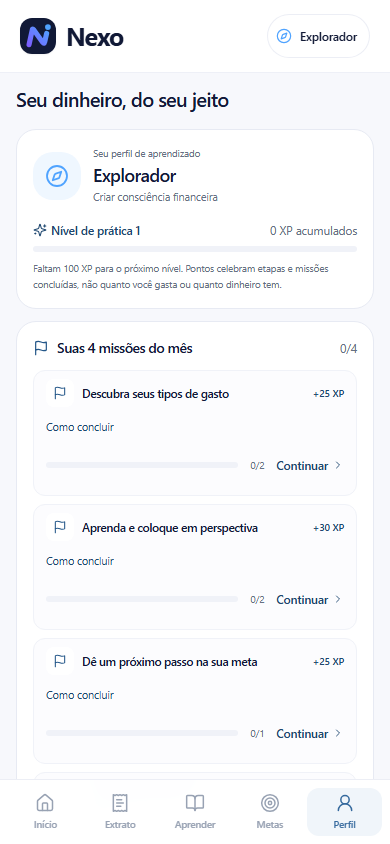 Nexo
Explorador
Seu dinheiro, do seu jeito
Seu perfil de aprendizado
Explorador
Criar consciência financeira
Nível de prática 1
0 XP acumulados
Faltam 100 XP para o próximo nível. Pontos celebram etapas e missões
concluídas, não quanto você gasta ou quanto dinheiro tem.
Suas 4 missões do mês
0/4
Descubra seus tipos de gasto
+25 XP
Como concluir
0/2
Continuar
Aprenda e coloque em perspectiva
+30 XP
Como concluir
0/2
Continuar
Dê um próximo passo na sua meta
+25 XP
Como concluir
0/1
Continuar
Início
Extrato
Aprender
Metas
Perfil